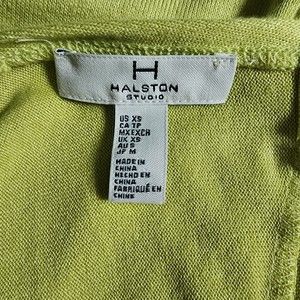 H
HALSTON
STUDIO
US XS
CA TP
MX EXCH
UK XS
AU S
JP M
MADE IN
CHINA
HECHO EN
CHINA
FABRIQUÉ EN
CHINE